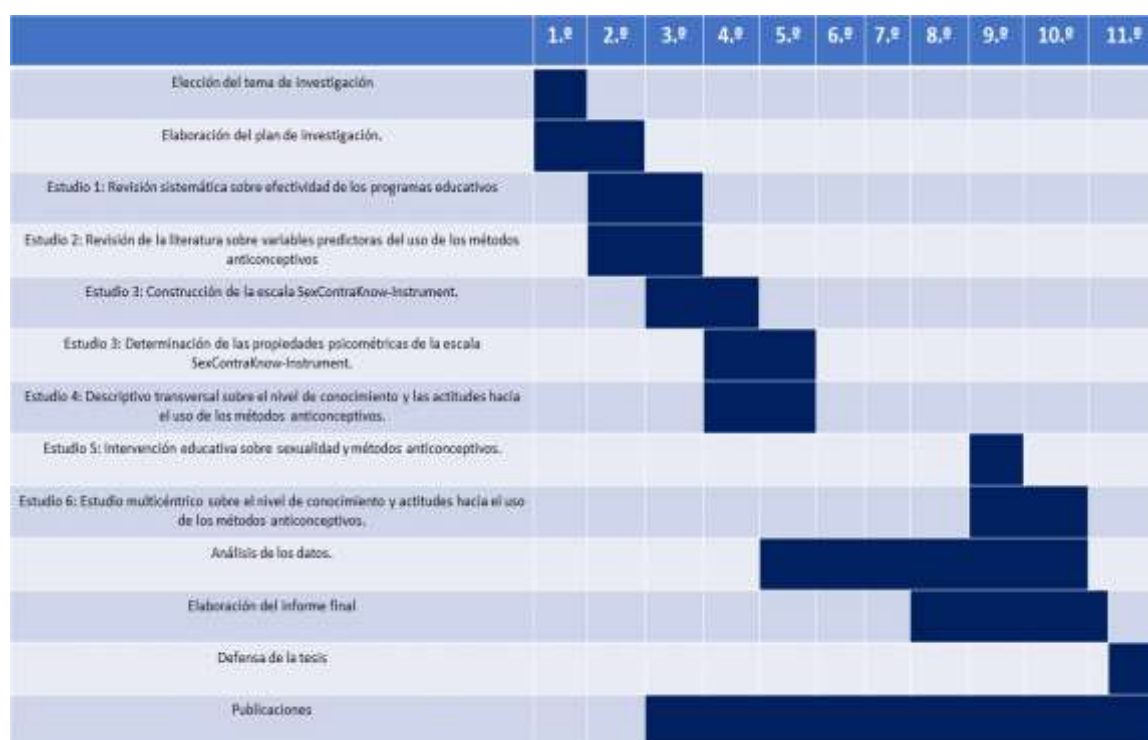 1.º 2.º 3.º 4.º 5.º 6.º 7.º 8.º 9.º 10.º 11.º
Elección del tema de investigación
Elaboración del plan de investigación.
Estudio 1: Revisión sistemática sobre efectividad de los programas educativos
Estudio 2: Revisión de la literatura sobre variables predictoras del uso de los métodos
anticonceptivos
Estudio 3: Construcción de la escala SexContraKnow-Instrument.
Estudio 3: Determinación de las propiedades psicométricas de la escala
SexContraKnow-Instrument.
Estudio 4: Descriptivo transversal sobre el nivel de conocimiento y las actitudes hacia
el uso de los métodos anticonceptivos.
Estudio 5: Intervención educativa sobre sexualidad y métodos anticonceptivos.
Estudio 6: Estudio multicéntrico sobre el nivel de conocimiento y actitudes hacia el uso
de los métodos anticonceptivos.
Análisis de los datos.
Elaboración del informe final
Defensa de la tesis
Publicaciones